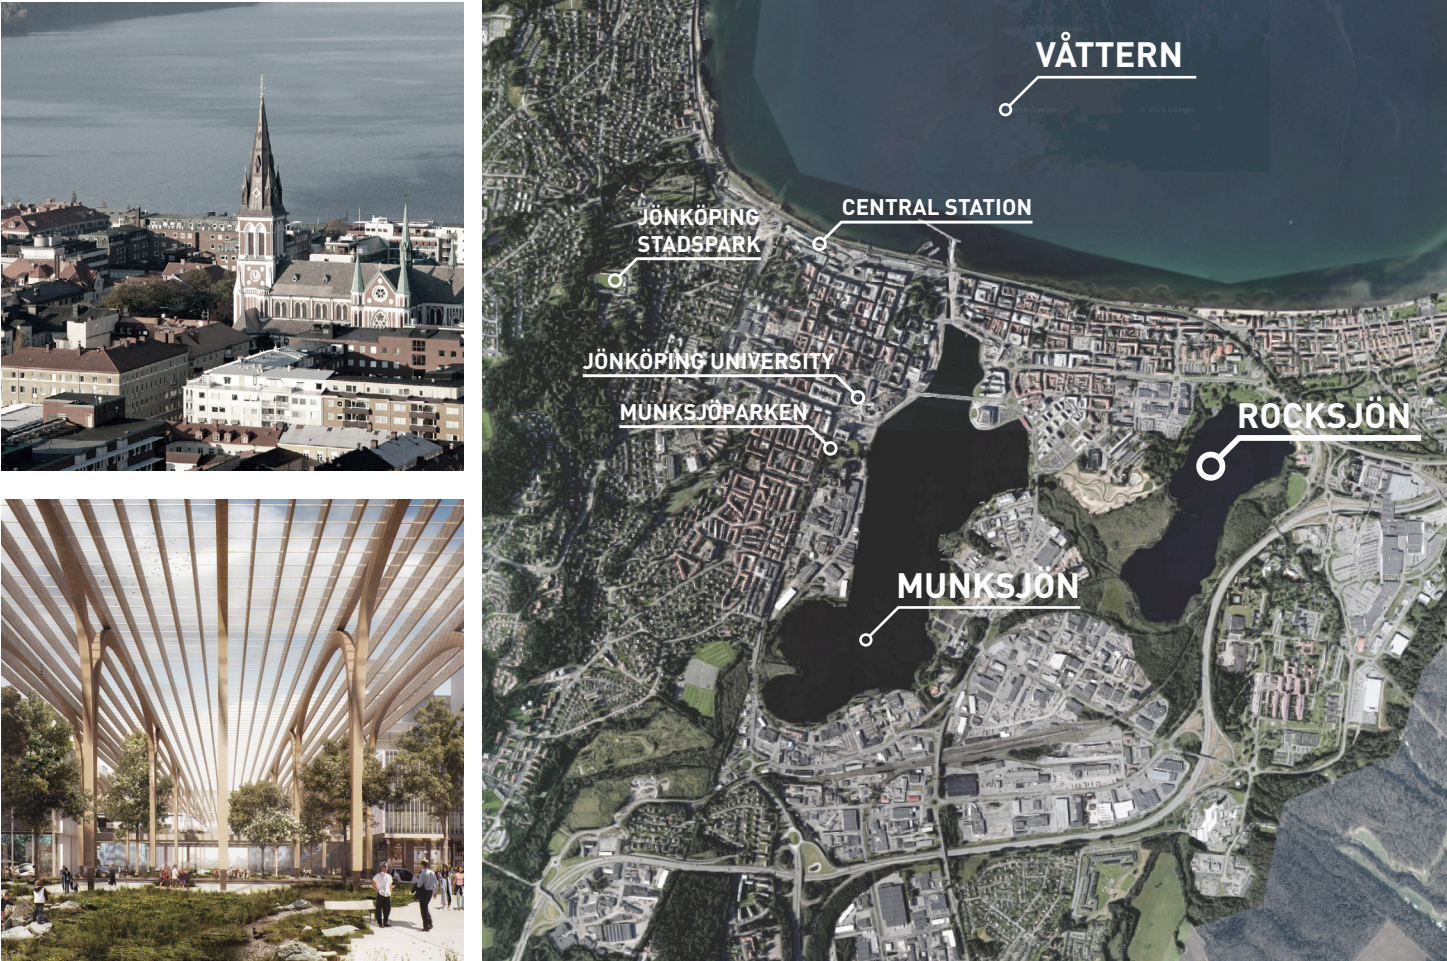 VÅTTERN
CENTRAL STATION
JÖNKÖPING
STADSPARK
JÖNKÖPING UNIVERSITY
MUNKSJÖPARKEN
ROCKSJÖN
MUNKSJÖN